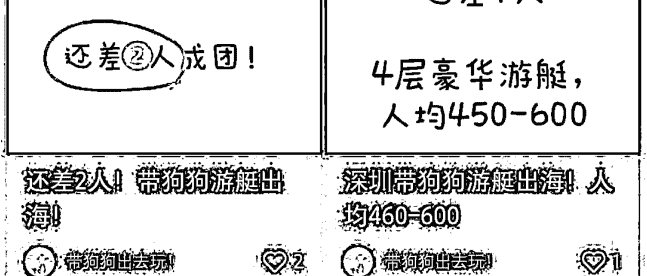 还差②人成团！
4层豪华游艇，
人均450-600
还差2人！带狗狗游艇出
海！
带狗狗出去玩！
2
深圳带狗狗游艇出海！人
均460-600
带狗狗出去玩！
1